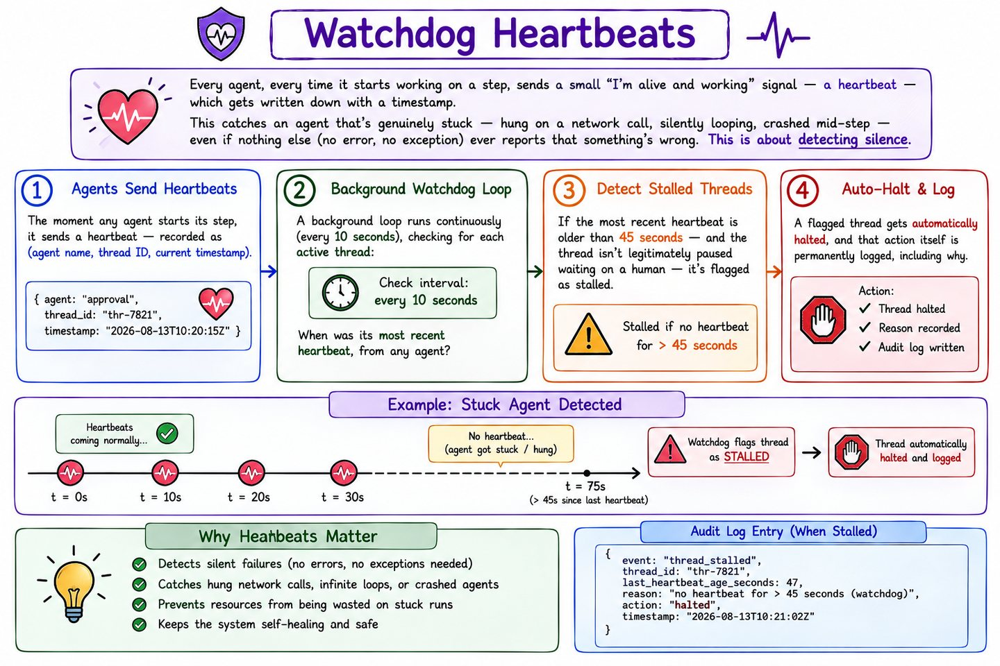 Watchdog Heartbeats
Every agent, every time it starts working on a step, sends a small “I’m alive and working” signal — a heartbeat —
which gets written down with a timestamp.
This catches an agent that’s genuinely stuck — hung on a network call, silently looping, crashed mid-step —
even if nothing else (no error, no exception) ever reports that something’s wrong. This is about detecting silence.
1 Agents Send Heartbeats
The moment any agent starts its step,
it sends a heartbeat — recorded as
(agent name, thread ID, current timestamp).
{ agent: "approval",
thread_id: "thr-7821",
timestamp: "2026-08-13T10:20:15Z" }
2 Background Watchdog Loop
A background loop runs continuously
(every 10 seconds), checking for each
active thread:
Check interval:
every 10 seconds
When was its most recent
heartbeat, from any agent?
3 Detect Stalled Threads
If the most recent heartbeat is
older than 45 seconds — and the
thread isn’t legitimately paused
waiting on a human — it’s flagged
as stalled.
Stalled if no heartbeat
for > 45 seconds
4 Auto-Halt & Log
A flagged thread gets automatically
halted, and that action itself is
permanently logged, including why.
Action:
Thread halted
Reason recorded
Audit log written
Example: Stuck Agent Detected
Heartbeats
coming normally...
t = 0s
t = 10s
t = 20s
t = 30s
No heartbeat...
(agent got stuck / hung)
t = 75s
(> 45s since last heartbeat)
Watchdog flags thread
as STALLED
Thread automatically
halted and logged
Why Heanbeats Matter
Detects silent failures (no errors, no exceptions needed)
Catches hung network calls, infinite loops, or crashed agents
Prevents resources from being wasted on stuck runs
Keeps the system self-healing and safe
Audit Log Entry (When Stalled)
{
event: "thread_stalled",
thread_id: "thr-7821",
last_heartbeat_age_seconds: 47,
reason: "no heartbeat for > 45 seconds (watchdog)",
action: "halted",
timestamp: "2026-08-13T10:21:02Z"
}